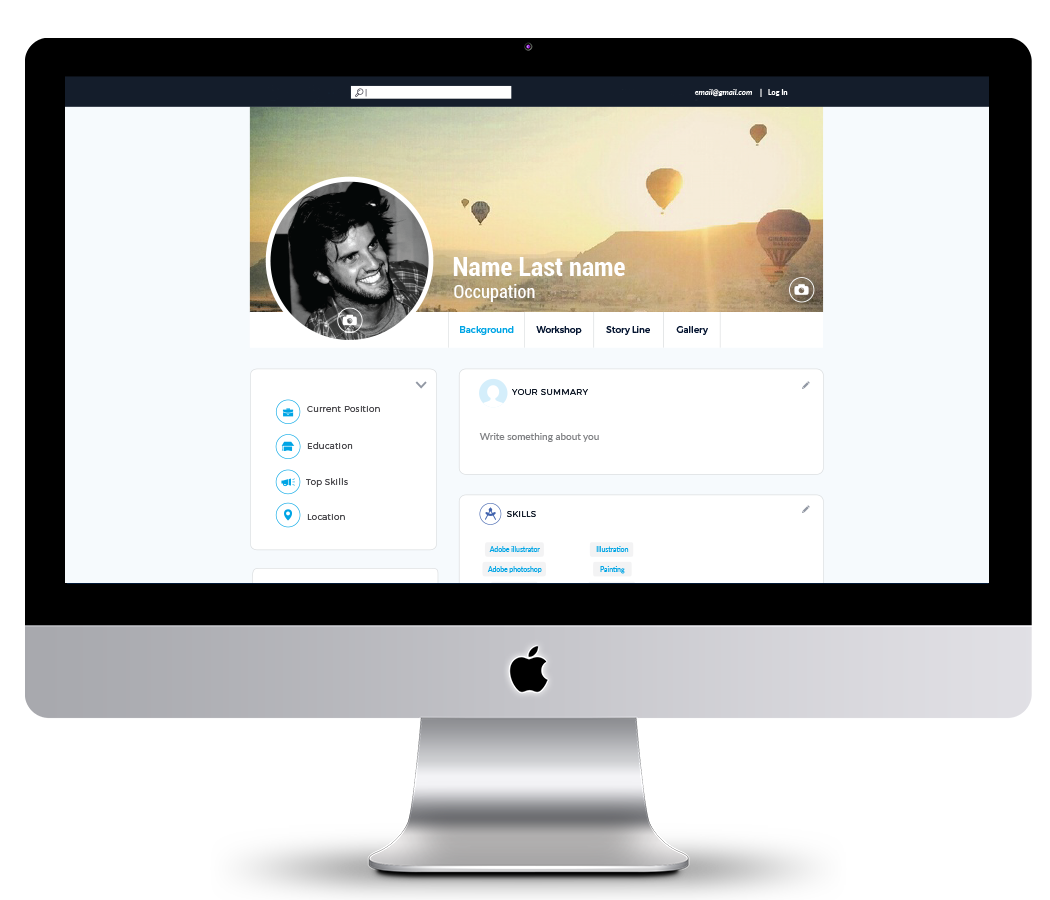 email@gmail.com | Log In
Name Last name
Occupation
Background
Workshop
Story Line
Gallery
Current Position
Education
Top Skills
Location
YOUR SUMMARY
Write something about you
SKILLS
Adobe illustrator
Illustration
Adobe photoshop
Painting